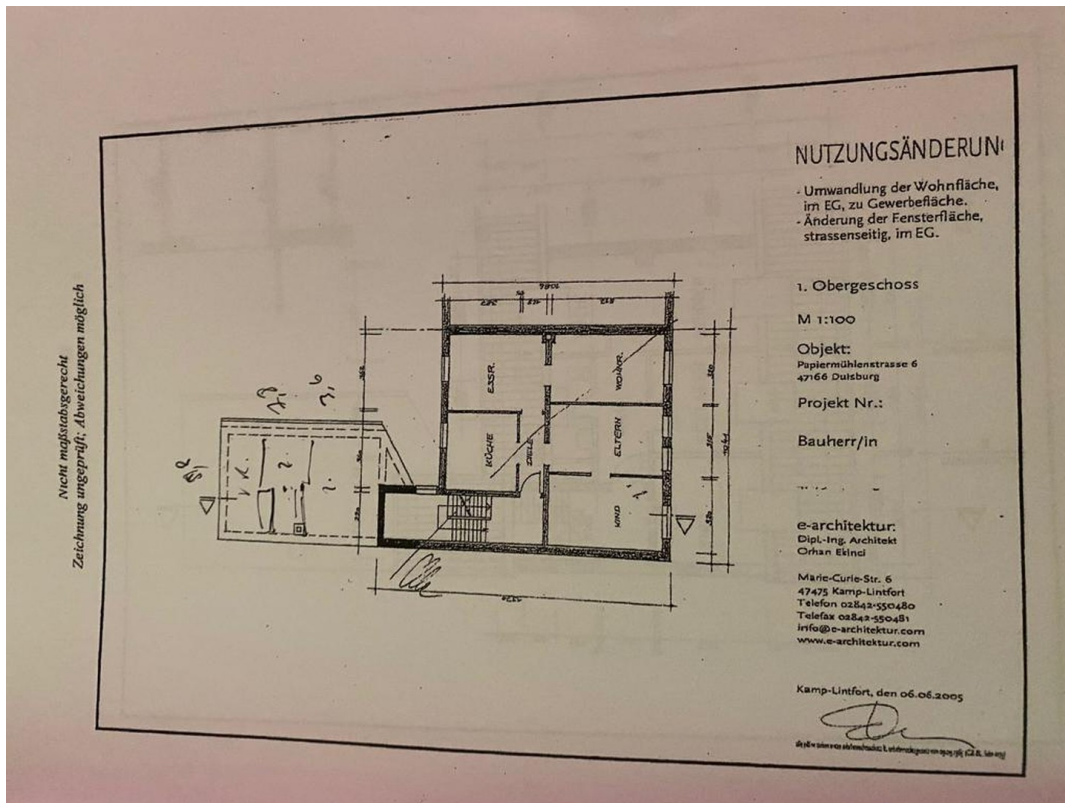 Nicht maßstabsgerecht
Zeichnung ungeprüft; Abweichungen möglich
NUTZUNGSÄNDERUN
- Umwandlung der Wohnfläche,
im EG, zu Gewerbefläche.
- Änderung der Fensterfläche,
strassenseitig, im EG.
1. Obergeschoss
M 1:100
Objekt:
Papiermühlenstrasse 6
47166 Duisburg
Projekt Nr.:
Bauherr/in
e-architektur:
Dipl.-Ing. Architekt
Orhan Ekinci
Marie-Curie-Str. 6
47475 Kamp-Lintfort
Telefon 02842-550480
Telefax 02842-550481
info@e-architektur.com
www.e-architektur.com
Kamp-Lintfort, den 06.06.2005
ESSR.
WOHNR.
KÜCHE
DIELE
ELTERN
KIND